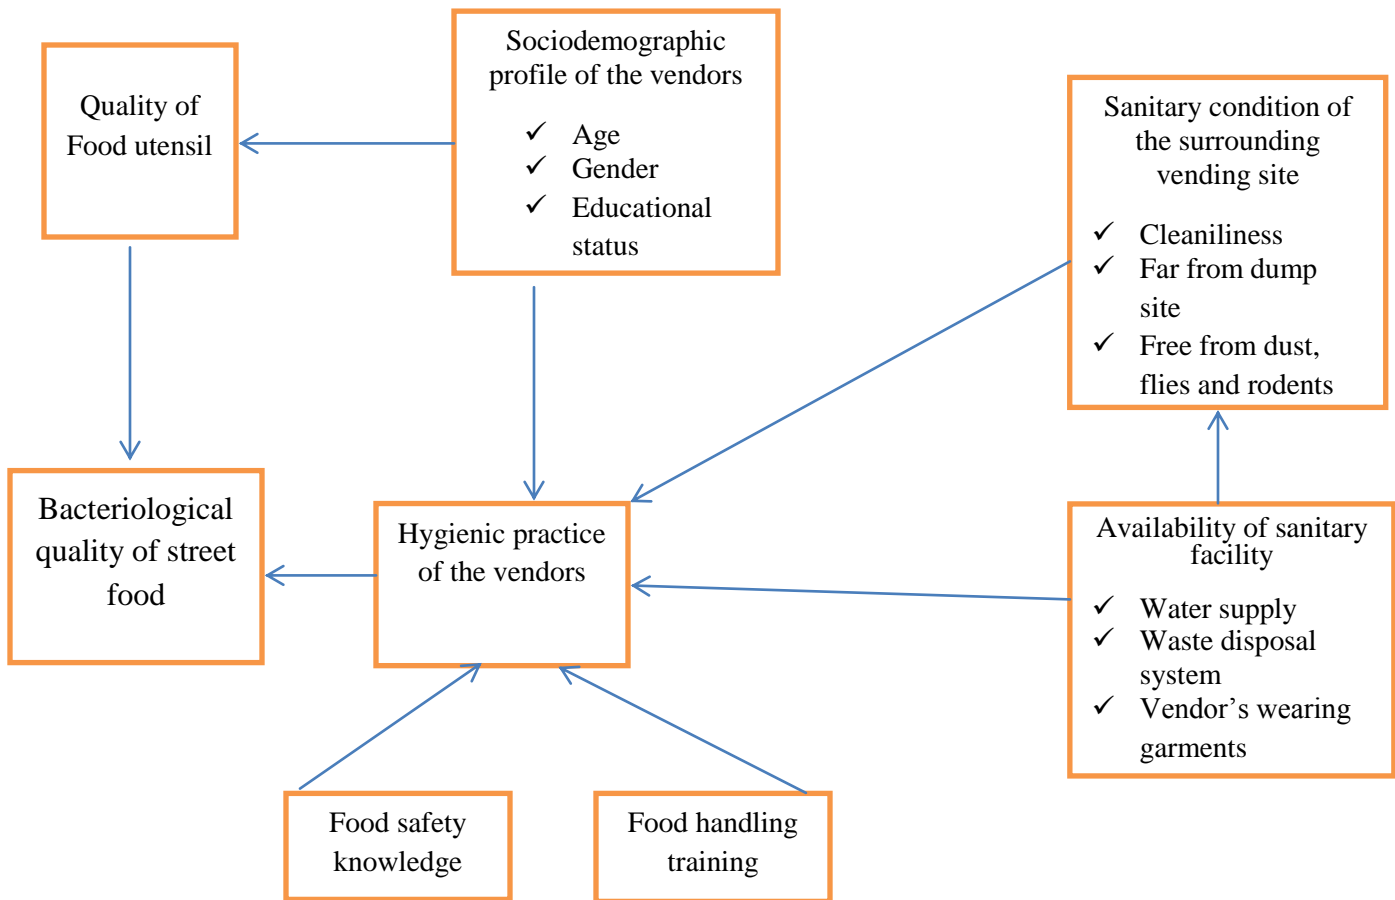 Quality of
Food utensil
Sociodemographic
profile of the vendors
✓ Age
✓ Gender
✓ Educational
status
Sanitary condition of
the surrounding
vending site
✓ Cleaniliness
✓ Far from dump
site
✓ Free from dust,
flies and rodents
Bacteriological
quality of street
food
Hygienic practice
of the vendors
Availability of sanitary
facility
✓ Water supply
✓ Waste disposal
system
✓ Vendor’s wearing
garments
Food safety
knowledge
Food handling
training